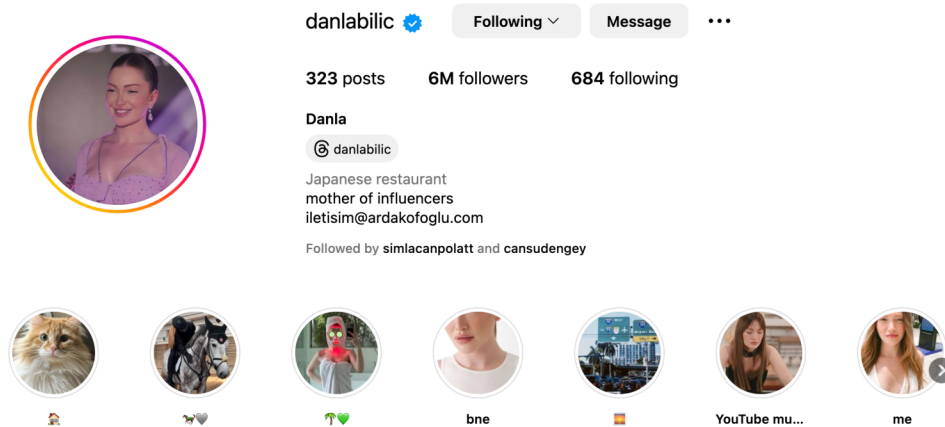 danlabilic
Following
Message
323 posts
6M followers
684 following
Danla
danlabilic
Japanese restaurant
mother of influencers
iletisim@ardakofoglu.com
Followed by simlacanpolatt and cansudengey
🏠
🐎🩶
🌴💚
bne
🌅
YouTube mu...
me